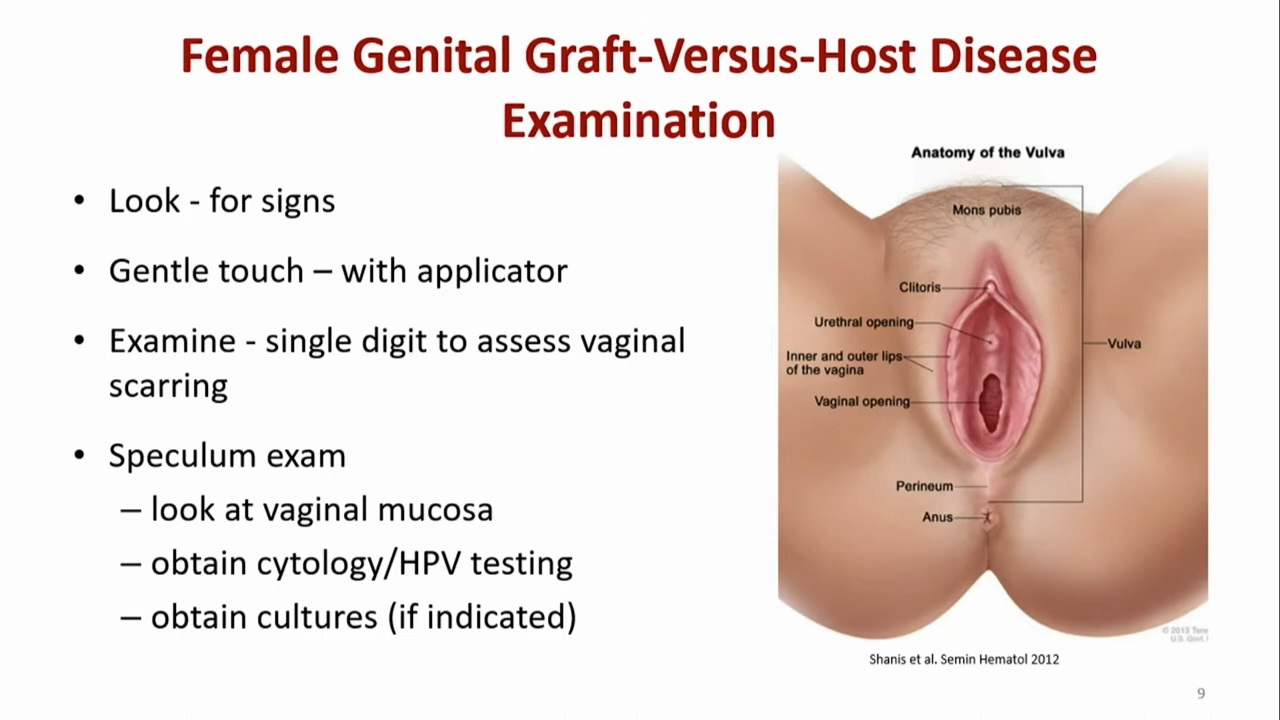 Female Genital Graft-Versus-Host Disease
Examination
• Look - for signs
• Gentle touch – with applicator
• Examine - single digit to assess vaginal
scarring
• Speculum exam
– look at vaginal mucosa
– obtain cytology/HPV testing
– obtain cultures (if indicated)
Anatomy of the Vulva
Mons pubis
Clitoris
Urethral opening
Inner and outer lips
of the vagina
Vulva
Vaginal opening
Perineum
Anus
© 2013 Tere
U.S. Govt.
Shanis et al. Semin Hematol 2012
9